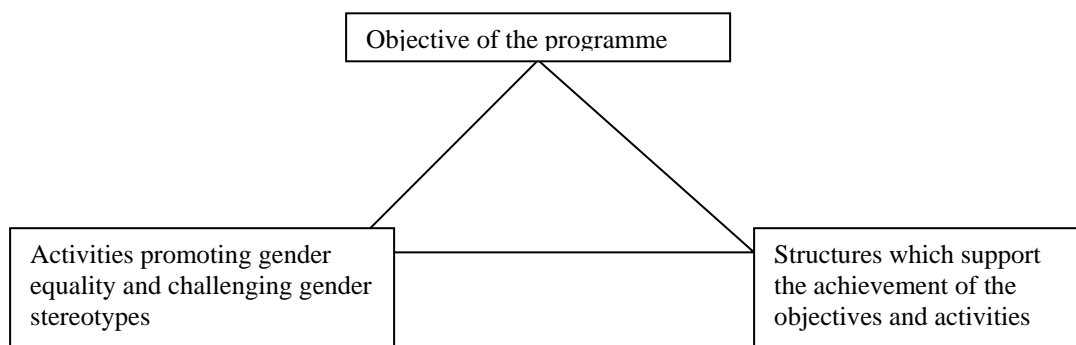 Objective of the programme
Activities promoting gender
equality and challenging gender
stereotypes
Structures which support
the achievement of the
objectives and activities